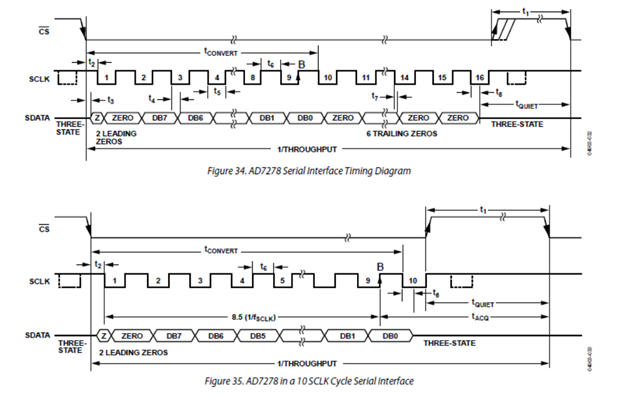 t1
CS
tCONVERT
t2 t6 B
SCLK 1 2 3 4 8 9 10 11 14 15 16
t3 t4 t5 t7 t8
tQUIET
SDATA Z ZERO DB7 DB6 DB1 DB0 ZERO ZERO ZERO ZERO
THREE-STATE 2 LEADING ZEROS 6 TRAILING ZEROS THREE-STATE
1/THROUGHPUT
Figure 34. AD7278 Serial Interface Timing Diagram
t1
CS
tCONVERT
t2 t6 B
SCLK 1 2 3 4 5 9 10
t8
tQUIET
8.5 (1/fSCLK) tACQ
SDATA Z ZERO DB7 DB6 DB5 DB1 DB0 THREE-STATE
THREE-STATE 2 LEADING ZEROS
1/THROUGHPUT
Figure 35. AD7278 in a 10 SCLK Cycle Serial Interface